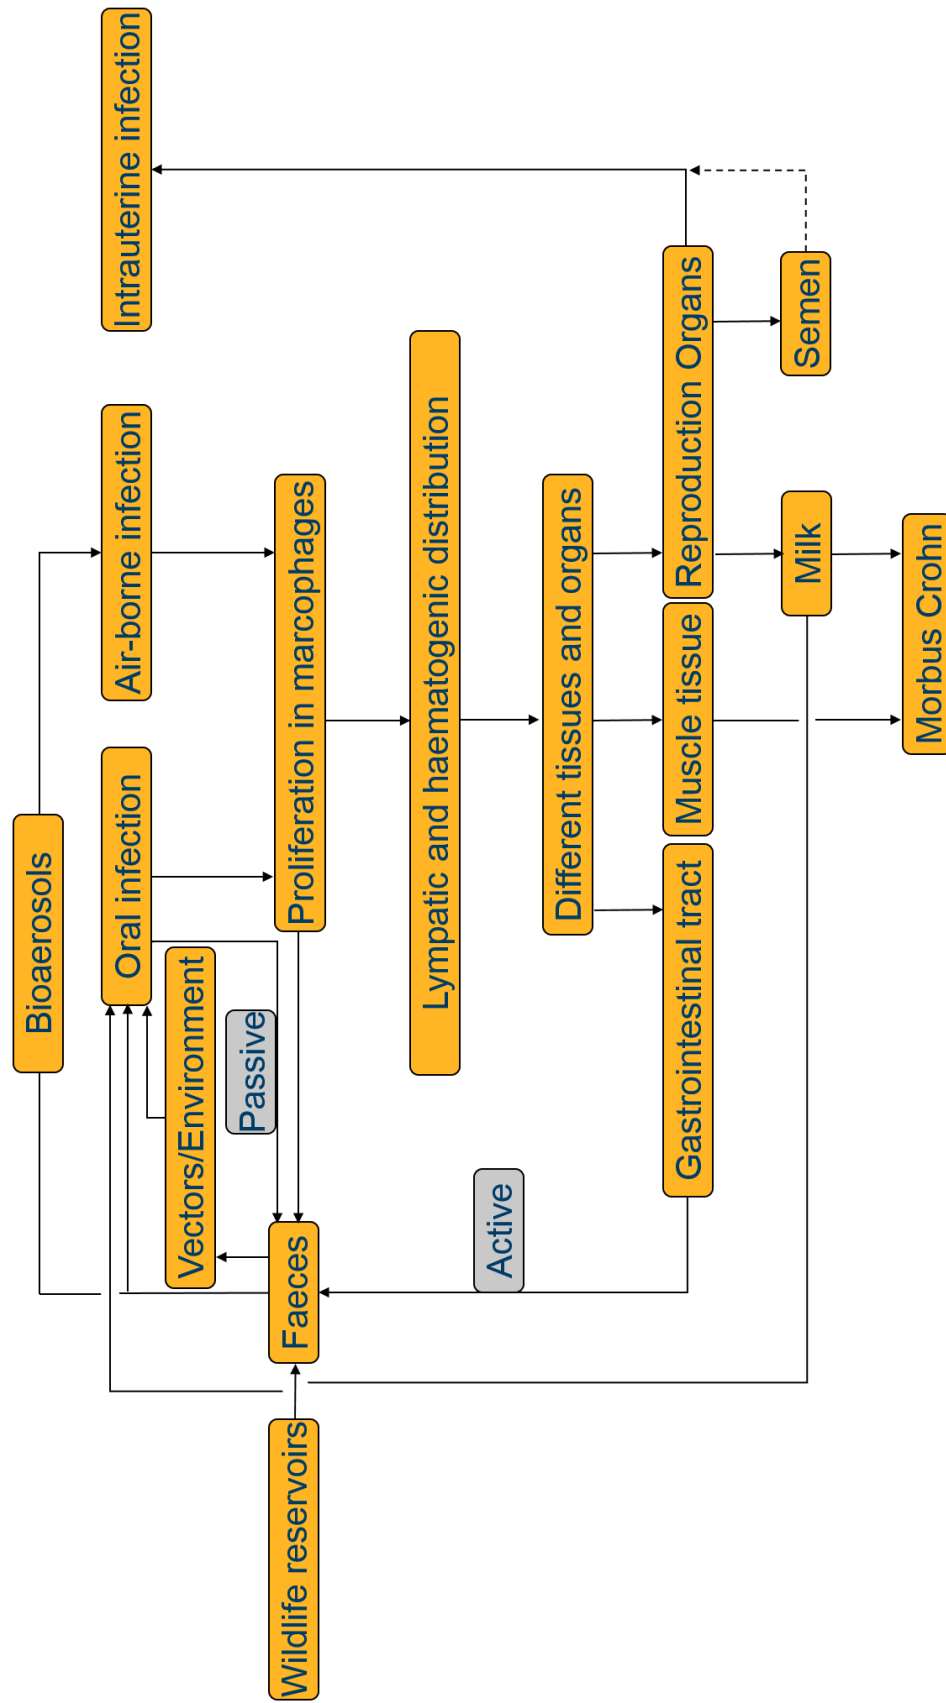 Bioaerosols
Oral infection
Air-borne infection
Intrauterine infection
Vectors/Environment
Passive
Wildlife reservoirs
Faeces
Proliferation in marcophages
Lympatic and haematogenic distribution
Active
Different tissues and organs
Gastrointestinal tract
Muscle tissue
Reproduction Organs
Milk
Semen
Morbus Crohn